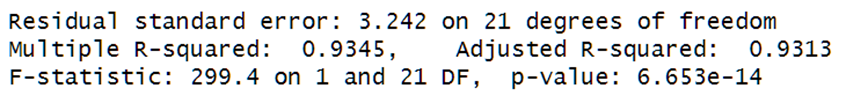 Residual standard error: 3.242 on 21 degrees of freedom
Multiple R-squared:  0.9345,    Adjusted R-squared:  0.9313
F-statistic: 299.4 on 1 and 21 DF,  p-value: 6.653e-14